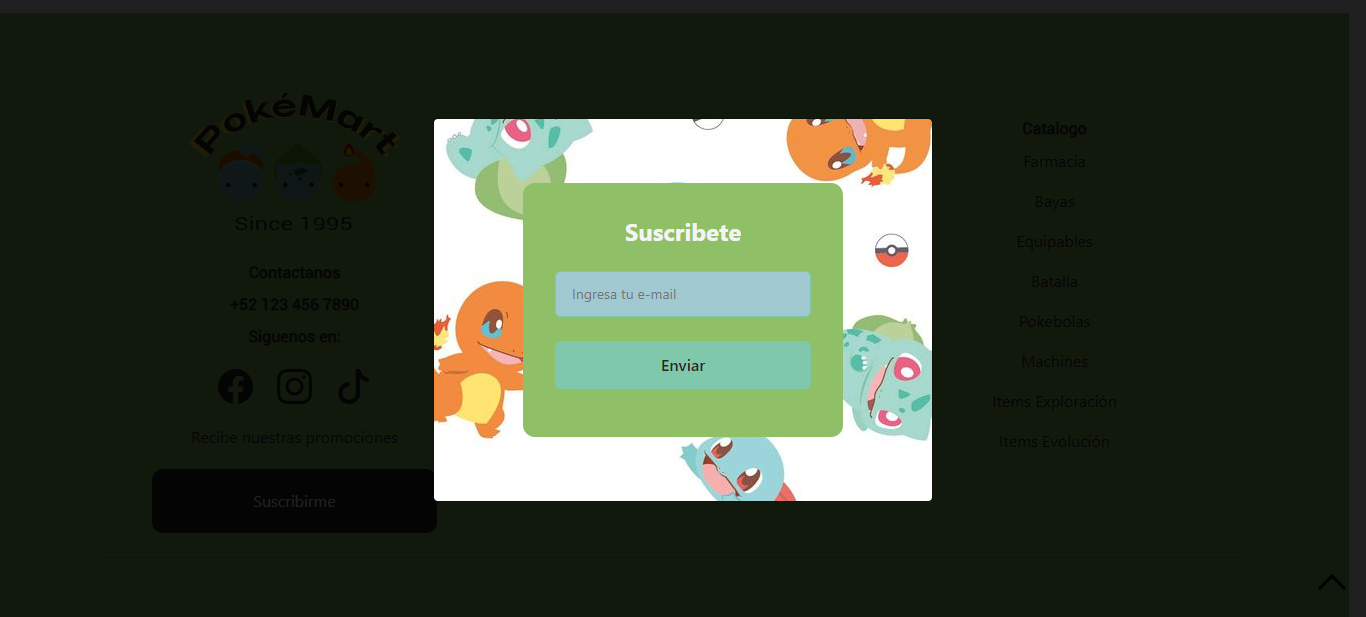 PokéMart
Since 1995
Contactanos
+52 123 456 7890
Siguenos en:
Recibe nuestras promociones
Suscribirme
Suscribete
Ingresa tu e-mail
Enviar
Catalogo
Farmacia
Bayas
Equipables
Batalla
Pokebolas
Machines
Items Exploración
Items Evolución